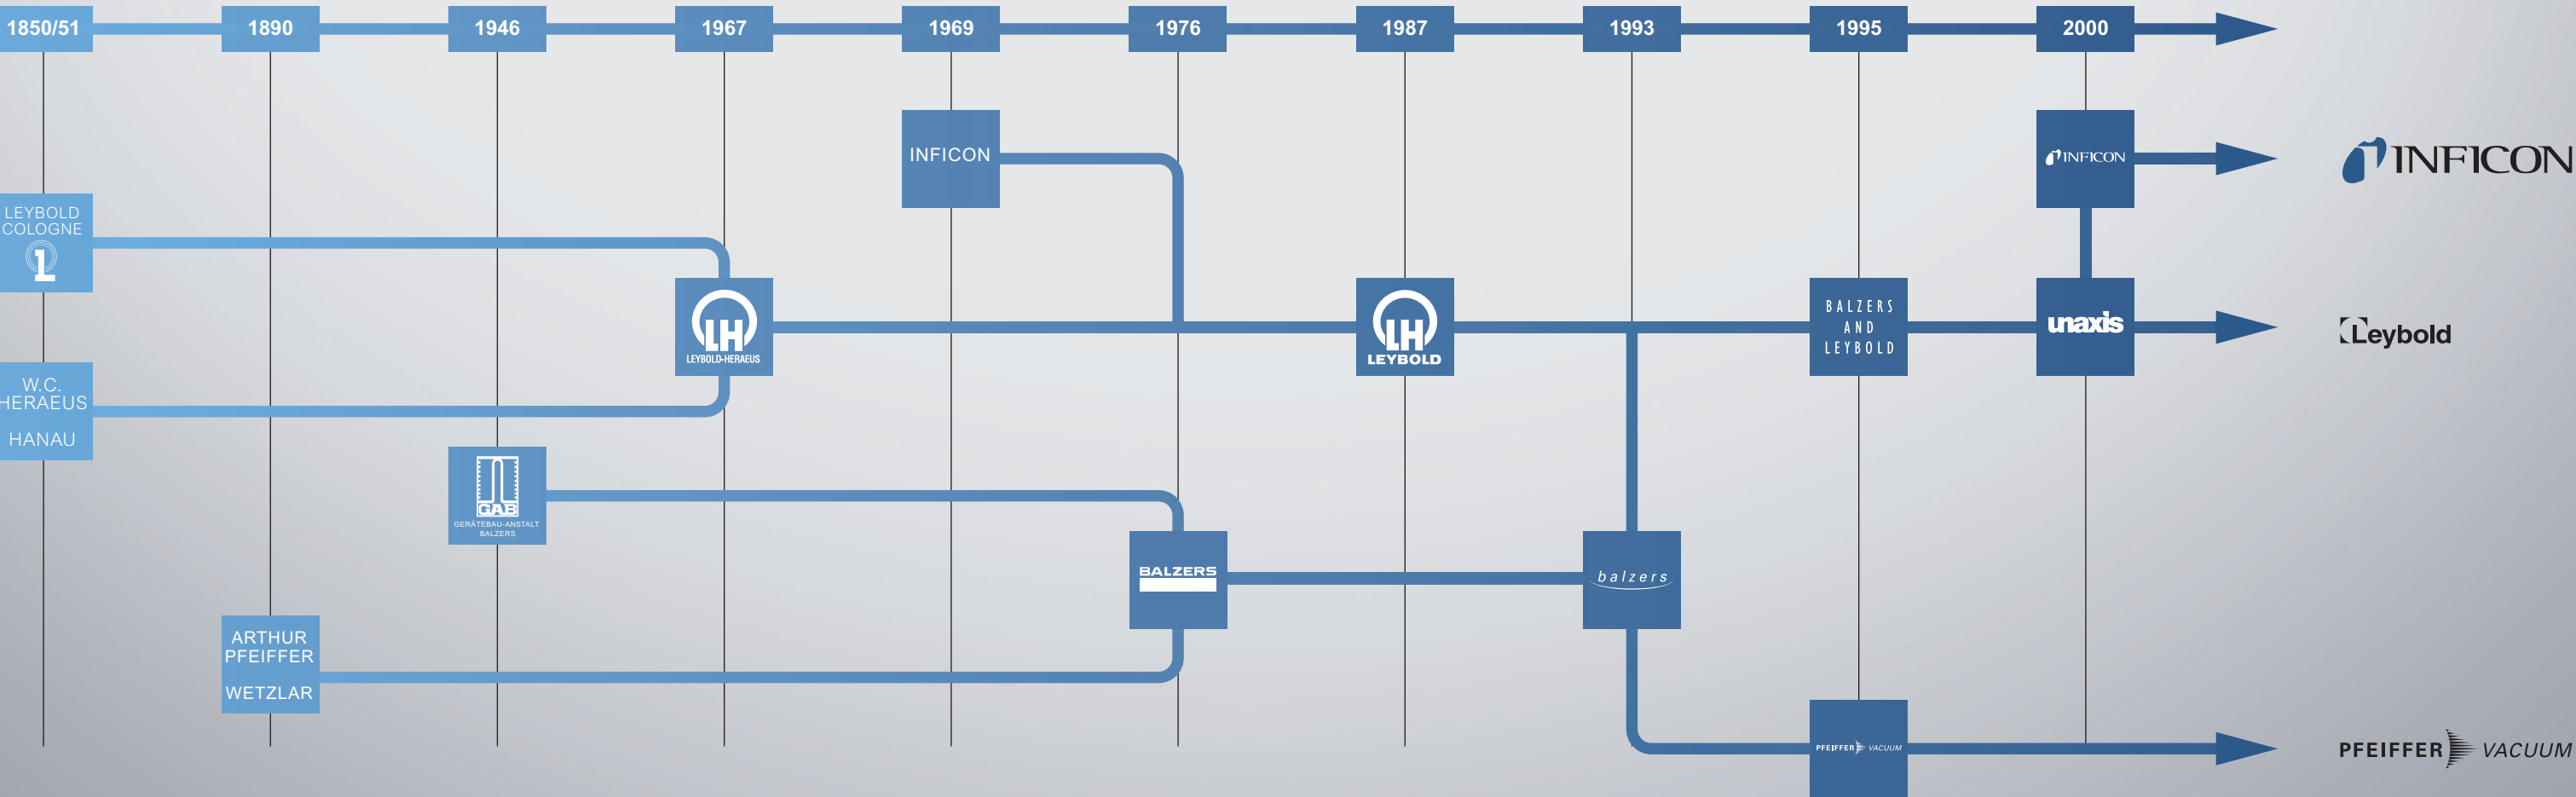 1850/51
1890
1946
1967
1969
1976
1987
1993
1995
2000
INFICON
INFICON
INFICON
LEYBOLD
COLOGNE
L
LH
LEYBOLD-HERAEUS
LH
LEYBOLD
BALZERS
AND
LEYBOLD
unaxis
Leybold
W.C.
HERAEUS
HANAU
GAB
GERÄTEBAU-ANSTALT
BALZERS
BALZERS
balzers
ARTHUR
PFEIFFER
WETZLAR
PFEIFFER VACUUM
PFEIFFER VACUUM